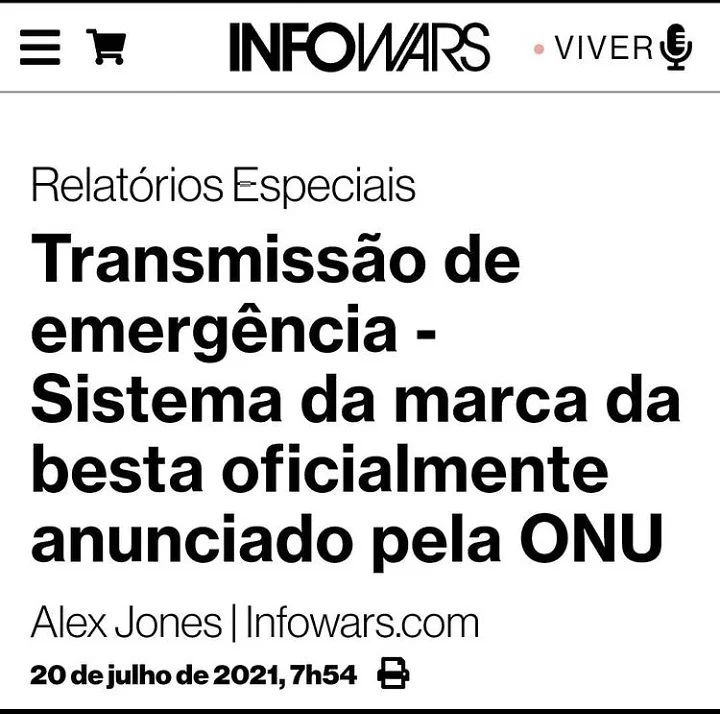 INFOWARS
VIVER
Relatórios Especiais
Transmissão de
emergência -
Sistema da marca da
besta oficialmente
anunciado pela ONU
Alex Jones | Infowars.com
20 de julho de 2021, 7h54